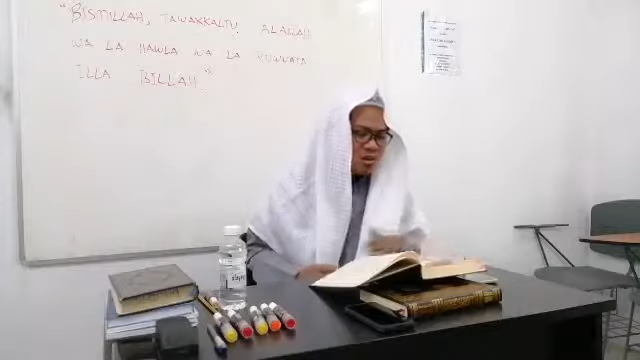 "BISMILLAH, TAWAKKALTU ALALLAH
WA LA HAWLA WA LA QUWWATA
ILLA BILLAH"